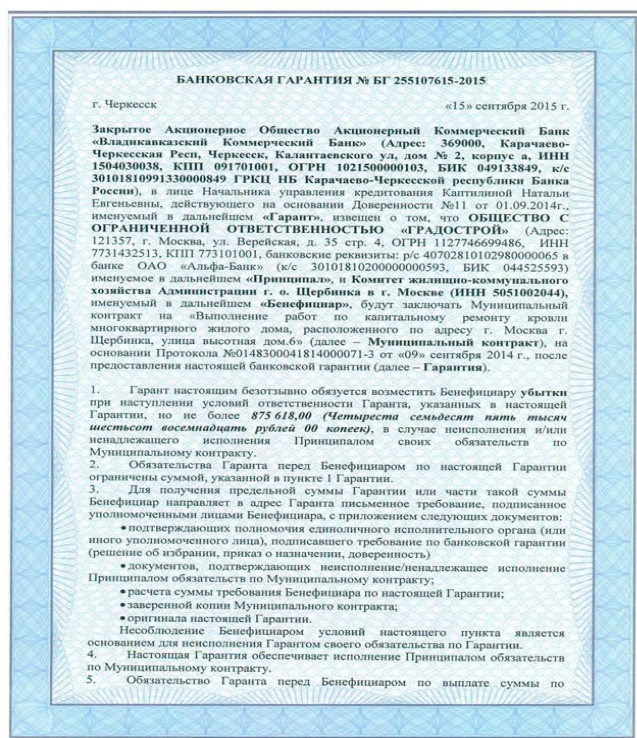 БАНКОВСКАЯ ГАРАНТИЯ № БГ 255107615-2015
г. Черкесск «15» сентября 2015 г.
Закрытое Акционерное Общество Акционерный Коммерческий Банк
«Владикавказский Коммерческий Банк» (Адрес: 369000, Карачаево-
Черкесская Респ, Черкесск, Калантаевского ул, дом № 2, корпус а, ИНН
1504030038, КПП 091701001, ОГРН 1021500000103, БИК 049133849, к/с
30101810991330000849 ГРКЦ НБ Карачаево-Черкесской республики Банка
России), в лице Начальника управления кредитования Каптилиной Натальи
Евгеньевны, действующего на основании Доверенности №11 от 01.09.2014г.,
именуемый в дальнейшем «Гарант», извещен о том, что ОБЩЕСТВО С
ОГРАНИЧЕННОЙ ОТВЕТСТВЕННОСТЬЮ «ГРАДОСТРОЙ» (Адрес:
121357, г. Москва, ул. Верейская, д. 35 стр. 4, ОГРН 1127746699486, ИНН
7731432513, КПП 773101001, банковские реквизиты: р/с 40702810102980000065 в
банке ОАО «Альфа-Банк» (к/с 30101810200000000593, БИК 044525593)
именуемое в дальнейшем «Принципал», и Комитет жилищно-коммунального
хозяйства Администрации г. о. Щербинка в г. Москве (ИНН 5051002044),
именуемый в дальнейшем «Бенефициар», будут заключать Муниципальный
контракт на «Выполнение работ по капитальному ремонту кровли
многоквартирного жилого дома, расположенного по адресу г. Москва г.
Щербинка, улица высотная дом.6» (далее – Муниципальный контракт), на
основании Протокола №0148300041814000071-3 от «09» сентября 2014 г., после
предоставления настоящей банковской гарантии (далее – Гарантия).
1. Гарант настоящим безотзывно обязуется возместить Бенефициару убытки
при наступлении условий ответственности Гаранта, указанных в настоящей
Гарантии, но не более 875 618,00 (Четыреста семьдесят пять тысяч
шестьсот восемнадцать рублей 00 копеек), в случае неисполнения и/или
ненадлежащего исполнения Принципалом своих обязательств по
Муниципальному контракту.
2. Обязательства Гаранта перед Бенефициаром по настоящей Гарантии
ограничены суммой, указанной в пункте 1 Гарантии.
3. Для получения предельной суммы Гарантии или части такой суммы
Бенефициар направляет в адрес Гаранта письменное требование, подписанное
уполномоченными лицами Бенефициара, с приложением следующих документов:
•подтверждающих полномочия единоличного исполнительного органа (или
иного уполномоченного лица), подписавшего требование по банковской гарантии
(решение об избрании, приказ о назначении, доверенность)
•документов, подтверждающих неисполнение/ненадлежащее исполнение
Принципалом обязательств по Муниципальному контракту;
•расчета суммы требования Бенефициара по настоящей Гарантии;
•заверенной копии Муниципального контракта;
•оригинала настоящей Гарантии.
Несоблюдение Бенефициаром условий настоящего пункта является
основанием для неисполнения Гарантом своего обязательства по Гарантии.
4. Настоящая Гарантия обеспечивает исполнение Принципалом обязательств
по Муниципальному контракту.
5. Обязательство Гаранта перед Бенефициаром по выплате суммы по